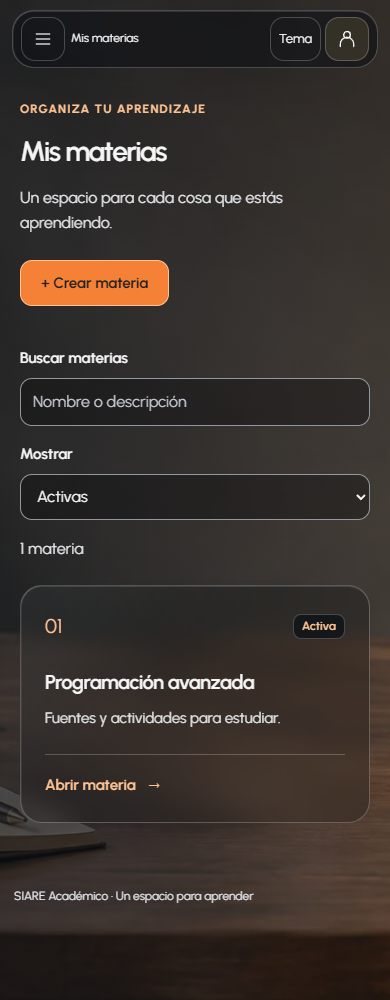 Mis materias
Tema
ORGANIZA TU APRENDIZAJE
Mis materias
Un espacio para cada cosa que estás
aprendiendo.
+ Crear materia
Buscar materias
Nombre o descripción
Mostrar
Activas
1 materia
01
Activa
Programación avanzada
Fuentes y actividades para estudiar.
Abrir materia →
SIARE Académico · Un espacio para aprender